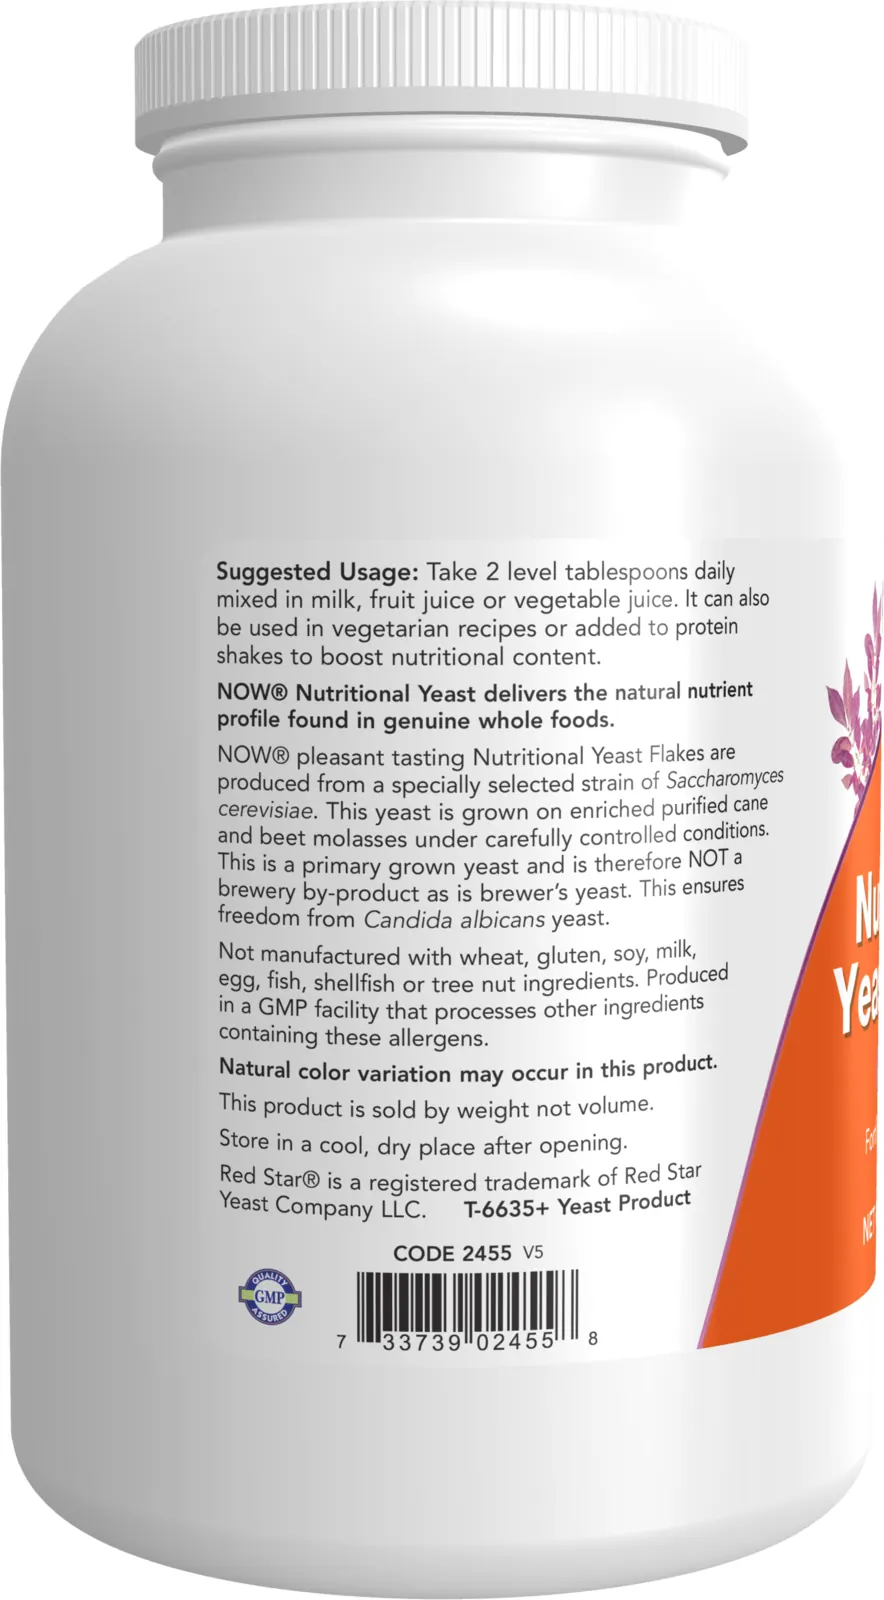 Suggested Usage: Take 2 level tablespoons daily
mixed in milk, fruit juice or vegetable juice. It can also
be used in vegetarian recipes or added to protein
shakes to boost nutritional content.
NOW® Nutritional Yeast delivers the natural nutrient
profile found in genuine whole foods.
NOW® pleasant tasting Nutritional Yeast Flakes are
produced from a specially selected strain of Saccharomyces
cerevisiae. This yeast is grown on enriched purified cane
and beet molasses under carefully controlled conditions.
This is a primary grown yeast and is therefore NOT a
brewery by-product as is brewer's yeast. This ensures
freedom from Candida albicans yeast.
Not manufactured with wheat, gluten, soy, milk,
egg, fish, shellfish or tree nut ingredients. Produced
in a GMP facility that processes other ingredients
containing these allergens.
Natural color variation may occur in this product.
This product is sold by weight not volume.
Store in a cool, dry place after opening.
Red Star® is a registered trademark of Red Star
Yeast Company LLC. T-6635+ Yeast Product
CODE 2455 V5
QUALITY
GMP
ASSURED
7 33739 02455 8
Nu
Yea
For
NE